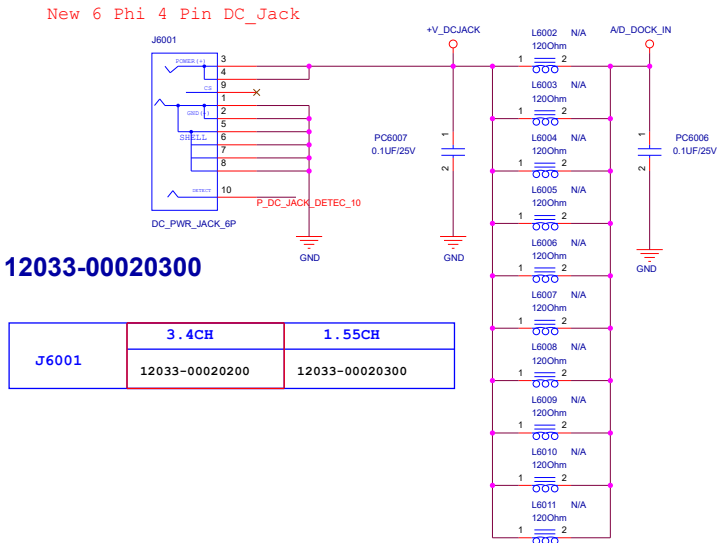 New 6 Phi 4 Pin DC_Jack
J6001
POWER(+)
3
4
CS
9
1
GND(-)
2
5
SHELL
6
7
8
DETECT
10
P_DC_JACK_DETEC_10
DC_PWR_JACK_6P
GND
+V_DCJACK
PC6007
0.1UF/25V
1
2
GND
L6002 N/A
120Ohm
1 2
L6003 N/A
120Ohm
1 2
L6004 N/A
120Ohm
1 2
L6005 N/A
120Ohm
1 2
L6006 N/A
120Ohm
1 2
L6007 N/A
120Ohm
1 2
L6008 N/A
120Ohm
1 2
L6009 N/A
120Ohm
1 2
L6010 N/A
120Ohm
1 2
L6011 N/A
120Ohm
1 2
A/D_DOCK_IN
PC6006
0.1UF/25V
1
2
GND
12033-00020300
J6001
3.4CH 1.55CH
12033-00020200 12033-00020300